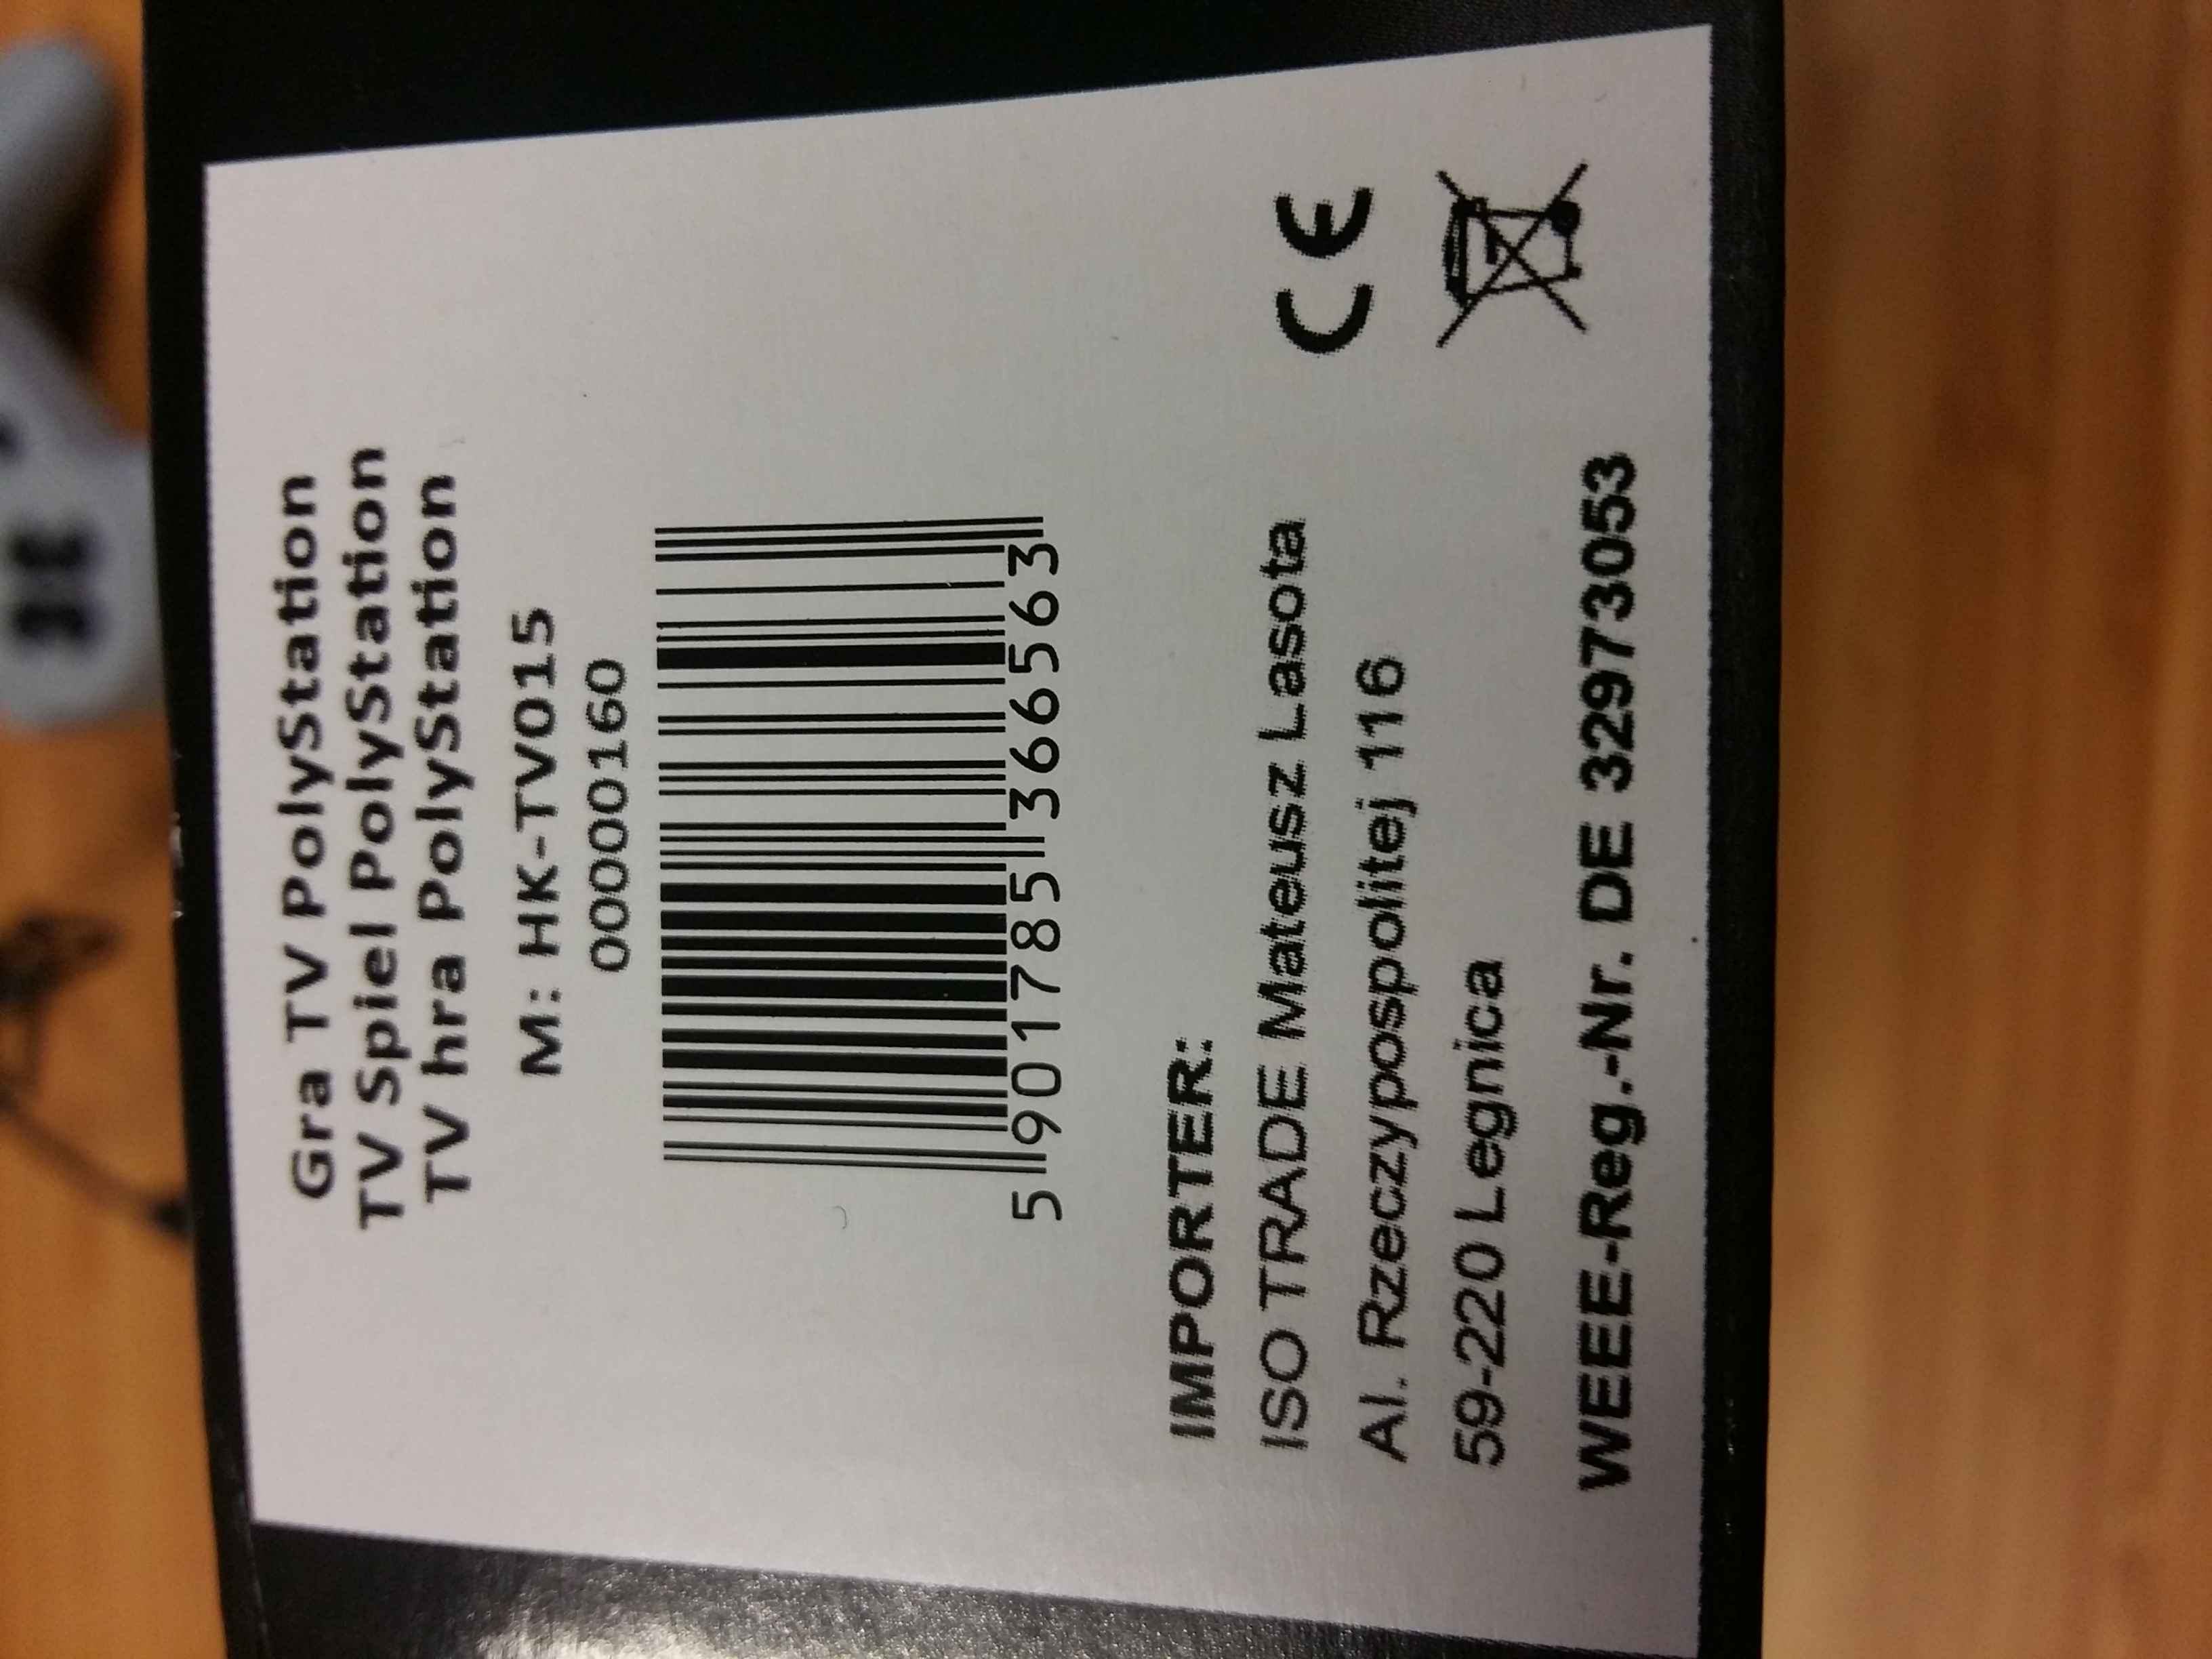 Gra TV PolyStation
TV Spiel PolyStation
TV hra PolyStation
M: HK-TV015
00000160
5 901785 366563
IMPORTER:
ISO TRADE Mateusz Lasota
Al. Rzeczypospolitej 116
59-220 Legnica
WEEE-Reg.-Nr. DE 32973053
CE